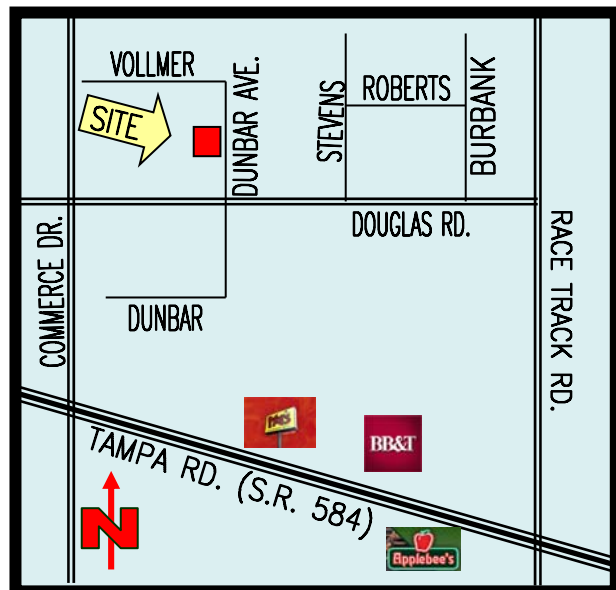 VOLLMER
SITE
DUNBAR AVE.
STEVENS
ROBERTS
BURBANK
DOUGLAS RD.
COMMERCE DR.
DUNBAR
RACE TRACK RD.
BB&T
TAMPA RD. (S.R. 584)
N
Applebee's